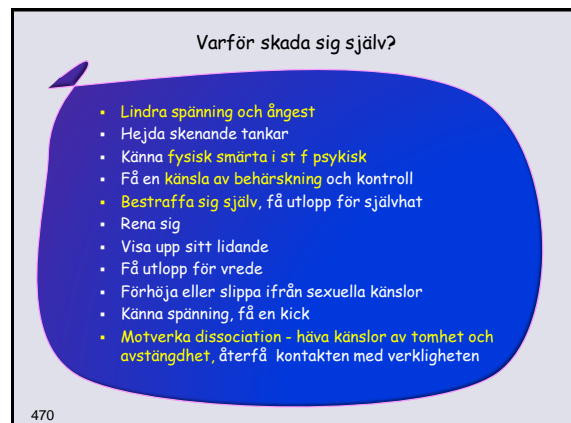 Varför skada sig själv?
▪ Lindra spänning och ångest
▪ Hejda skenande tankar
▪ Känna fysisk smärta i st f psykisk
▪ Få en känsla av behärskning och kontroll
▪ Bestraffa sig själv, få utlopp för självhat
▪ Rena sig
▪ Visa upp sitt lidande
▪ Få utlopp för vrede
▪ Förhöja eller slippa ifrån sexuella känslor
▪ Känna spänning, få en kick
▪ Motverka dissociation - häva känslor av tomhet och
avstängdhet, återfå kontakten med verkligheten
470